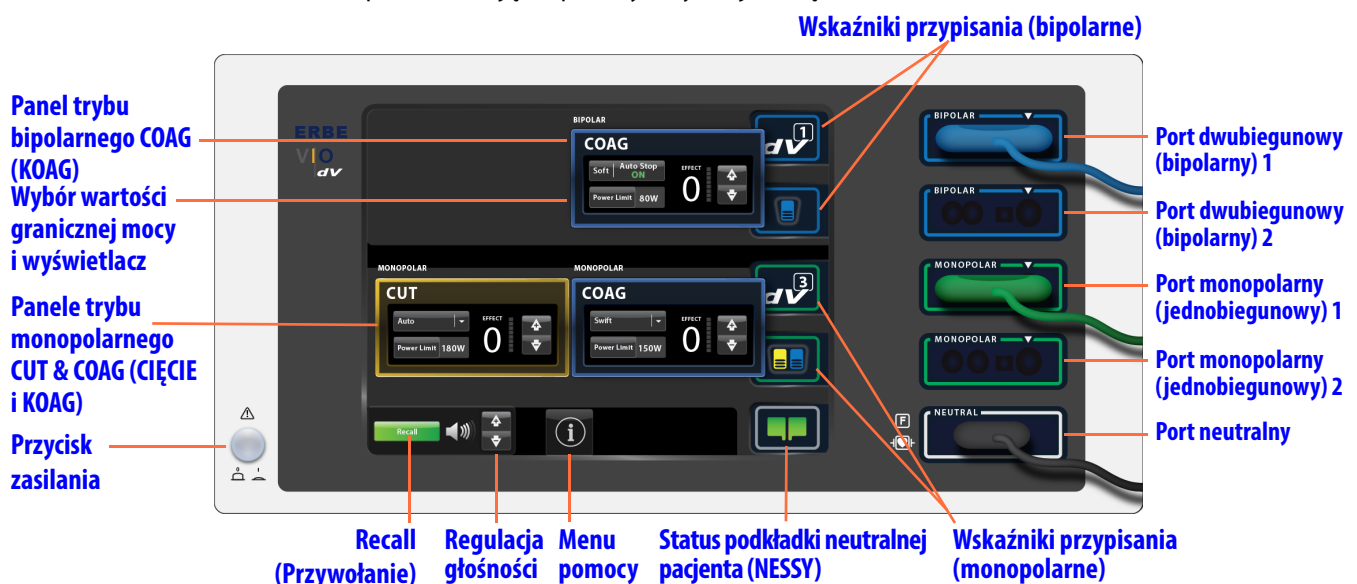 Wskaźniki przypisania (bipolarne)
Panel trybu
bipolarnego COAG
(KOAG)
Wybór wartości
granicznej mocy
i wyświetlacz
Panele trybu
monopolarnego
CUT & COAG (CIĘCIE
i KOAG)
Przycisk
zasilania
ERBE
VIO
dV
BIPOLAR
COAG
Soft
Auto Stop
ON
Power Limit 80W
EFFECT
0
1
dV
MONOPOLAR
CUT
Auto
Power Limit 180W
EFFECT
0
MONOPOLAR
COAG
Swift
Power Limit 150W
EFFECT
0
3
dV
Recall
i
BIPOLAR
BIPOLAR
MONOPOLAR
MONOPOLAR
F
NEUTRAL
Port dwubiegunowy
(bipolarny) 1
Port dwubiegunowy
(bipolarny) 2
Port monopolarny
(jednobiegunowy) 1
Port monopolarny
(jednobiegunowy) 2
Port neutralny
Recall
(Przywołanie)
Regulacja
głośności
Menu
pomocy
Status podkładki neutralnej
pacjenta (NESSY)
Wskaźniki przypisania
(monopolarne)